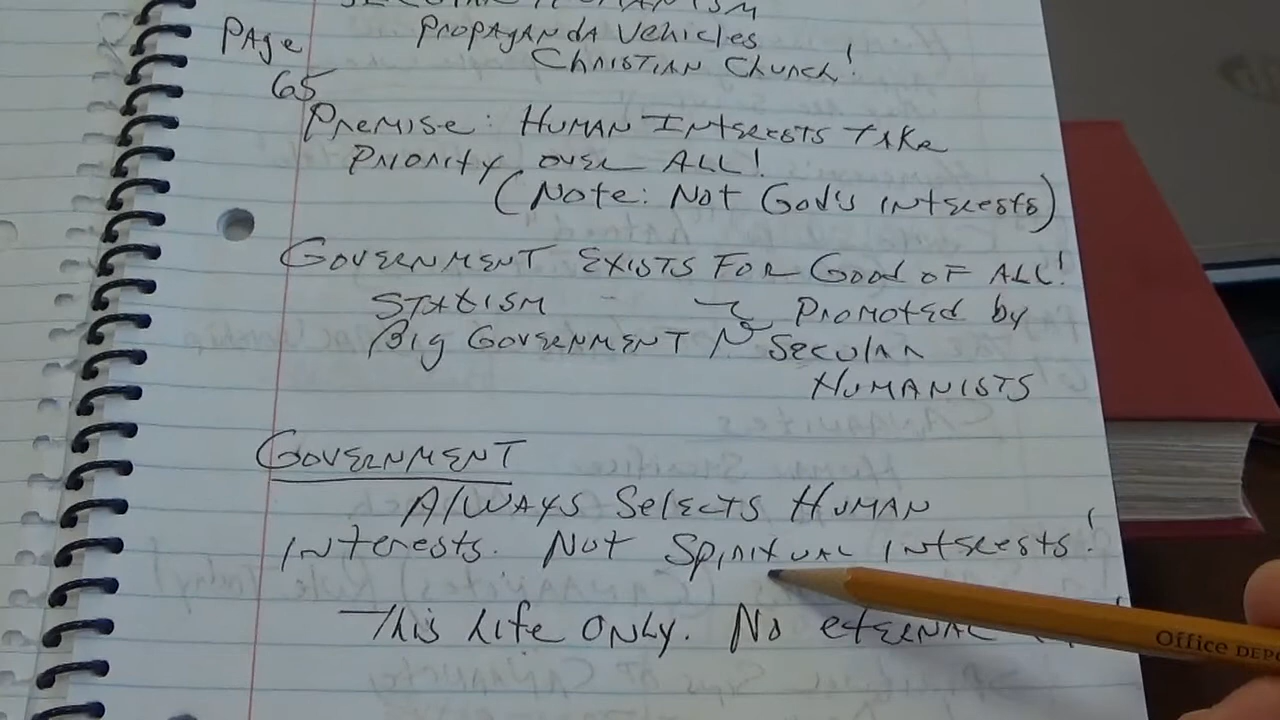 Propaganda Vehicles
Page
Christian Church!
65
Premise: Human Interests Take
Priority over All!
(Note: Not God's interests)
Government Exists For Good of All!
Statism
Promoted by
Big Government
Secular
Humanists
Government
Always Selects Human
interests. Not Spiritual interests!
This life Only. No eternal
Office DEPO